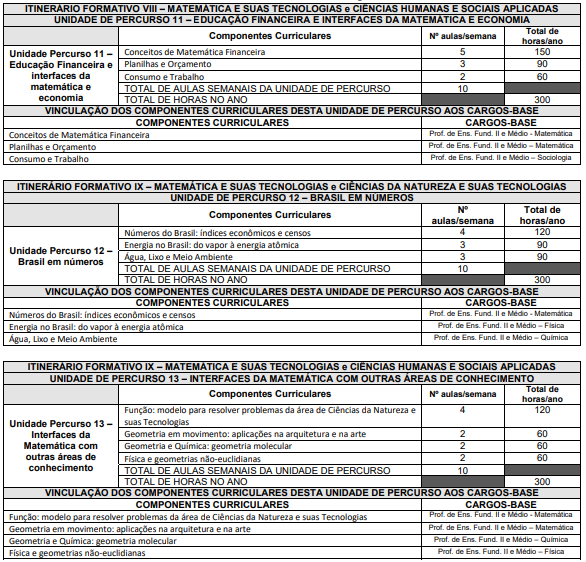 ITINERÁRIO FORMATIVO VIII – MATEMÁTICA E SUAS TECNOLOGIAS e CIÊNCIAS HUMANAS E SOCIAIS APLICADAS
UNIDADE DE PERCURSO 11 – EDUCAÇÃO FINANCEIRA E INTERFACES DA MATEMÁTICA E ECONOMIA
Unidade Percurso 11 –
Educação Financeira e
interfaces da
matemática e
economia
Componentes Curriculares Nº aulas/semana Total de
horas/ano
Conceitos de Matemática Financeira 5 150
Planilhas e Orçamento 3 90
Consumo e Trabalho 2 60
TOTAL DE AULAS SEMANAIS DA UNIDADE DE PERCURSO 10
TOTAL DE HORAS NO ANO 300
VINCULAÇÃO DOS COMPONENTES CURRICULARES DESTA UNIDADE DE PERCURSO AOS CARGOS-BASE
COMPONENTES CURRICULARES CARGOS-BASE
Conceitos de Matemática Financeira Prof. de Ens. Fund. II e Médio - Matemática
Planilhas e Orçamento Prof. de Ens. Fund. II e Médio - Matemática
Consumo e Trabalho Prof. de Ens. Fund. II e Médio – Sociologia
ITINERÁRIO FORMATIVO IX – MATEMÁTICA E SUAS TECNOLOGIAS e CIÊNCIAS DA NATUREZA E SUAS TECNOLOGIAS
UNIDADE DE PERCURSO 12 – BRASIL EM NÚMEROS
Unidade Percurso 12 –
Brasil em números
Componentes Curriculares Nº
aulas/semana Total de
horas/ano
Números do Brasil: índices econômicos e censos 4 120
Energia no Brasil: do vapor à energia atômica 3 90
Água, Lixo e Meio Ambiente 3 90
TOTAL DE AULAS SEMANAIS DA UNIDADE DE PERCURSO 10
TOTAL DE HORAS NO ANO 300
VINCULAÇÃO DOS COMPONENTES CURRICULARES DESTA UNIDADE DE PERCURSO AOS CARGOS-BASE
COMPONENTES CURRICULARES CARGOS-BASE
Números do Brasil: índices econômicos e censos Prof. de Ens. Fund. II e Médio - Matemática
Energia no Brasil: do vapor à energia atômica Prof. de Ens. Fund. II e Médio – Física
Água, Lixo e Meio Ambiente Prof. de Ens. Fund. II e Médio – Química
ITINERÁRIO FORMATIVO IX – MATEMÁTICA E SUAS TECNOLOGIAS e CIÊNCIAS HUMANAS E SOCIAIS APLICADAS
UNIDADE DE PERCURSO 13 – INTERFACES DA MATEMÁTICA COM OUTRAS ÁREAS DE CONHECIMENTO
Unidade Percurso 13 –
Interfaces da
Matemática com
outras áreas de
conhecimento
Componentes Curriculares Nº aulas/semana Total de
horas/ano
Função: modelo para resolver problemas da área de Ciências da Natureza e
suas Tecnologias 4 120
Geometria em movimento: aplicações na arquitetura e na arte 2 60
Geometria e Química: geometria molecular 2 60
Física e geometrias não-euclidianas 2 60
TOTAL DE AULAS SEMANAIS DA UNIDADE DE PERCURSO 10
TOTAL DE HORAS NO ANO 300
VINCULAÇÃO DOS COMPONENTES CURRICULARES DESTA UNIDADE DE PERCURSO AOS CARGOS-BASE
COMPONENTES CURRICULARES CARGOS-BASE
Função: modelo para resolver problemas da área de Ciências da Natureza e suas Tecnologias Prof. de Ens. Fund. II e Médio - Matemática
Geometria em movimento: aplicações na arquitetura e na arte Prof. de Ens. Fund. II e Médio – Matemática
Geometria e Química: geometria molecular Prof. de Ens. Fund. II e Médio – Química
Física e geometrias não-euclidianas Prof. de Ens. Fund. II e Médio – Física